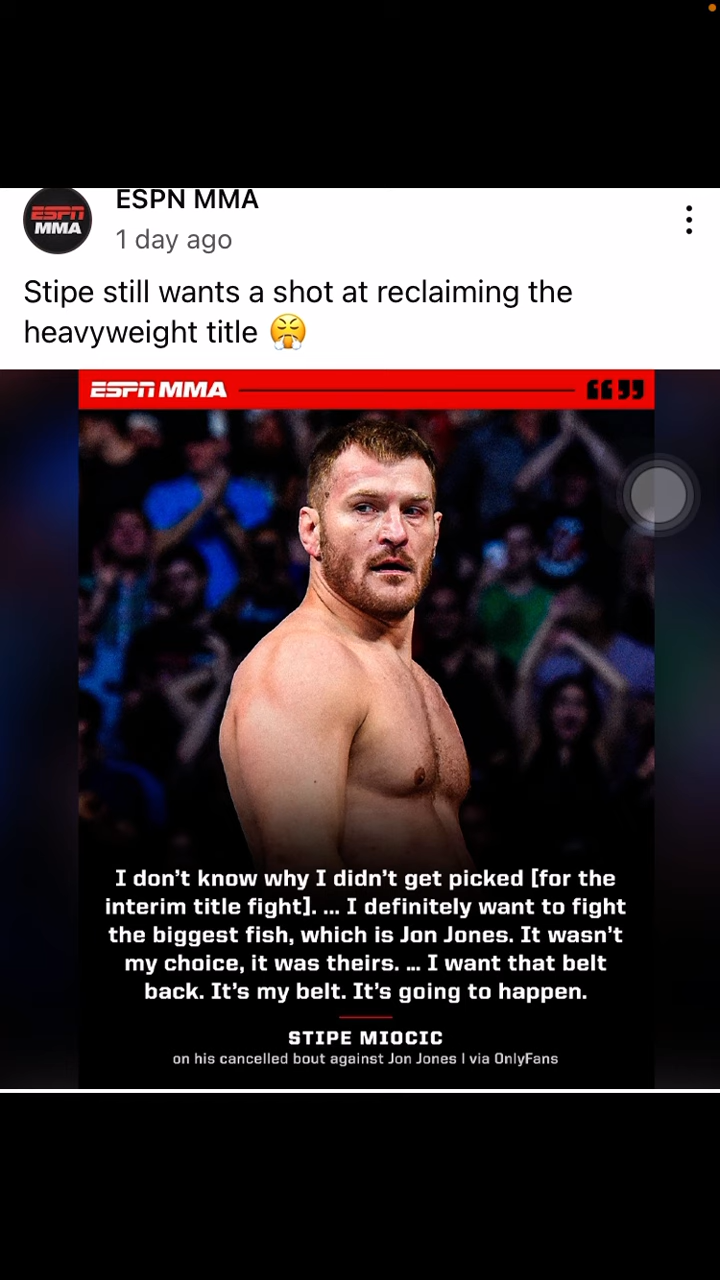 ESPN MMA
ESPN
MMA
1 day ago
Stipe still wants a shot at reclaiming the
heavyweight title 😤
ESPN MMA
I don't know why I didn't get picked [for the
interim title fight]. ... I definitely want to fight
the biggest fish, which is Jon Jones. It wasn't
my choice, it was theirs. ... I want that belt
back. It's my belt. It's going to happen.
STIPE MIOCIC
on his cancelled bout against Jon Jones | via OnlyFans